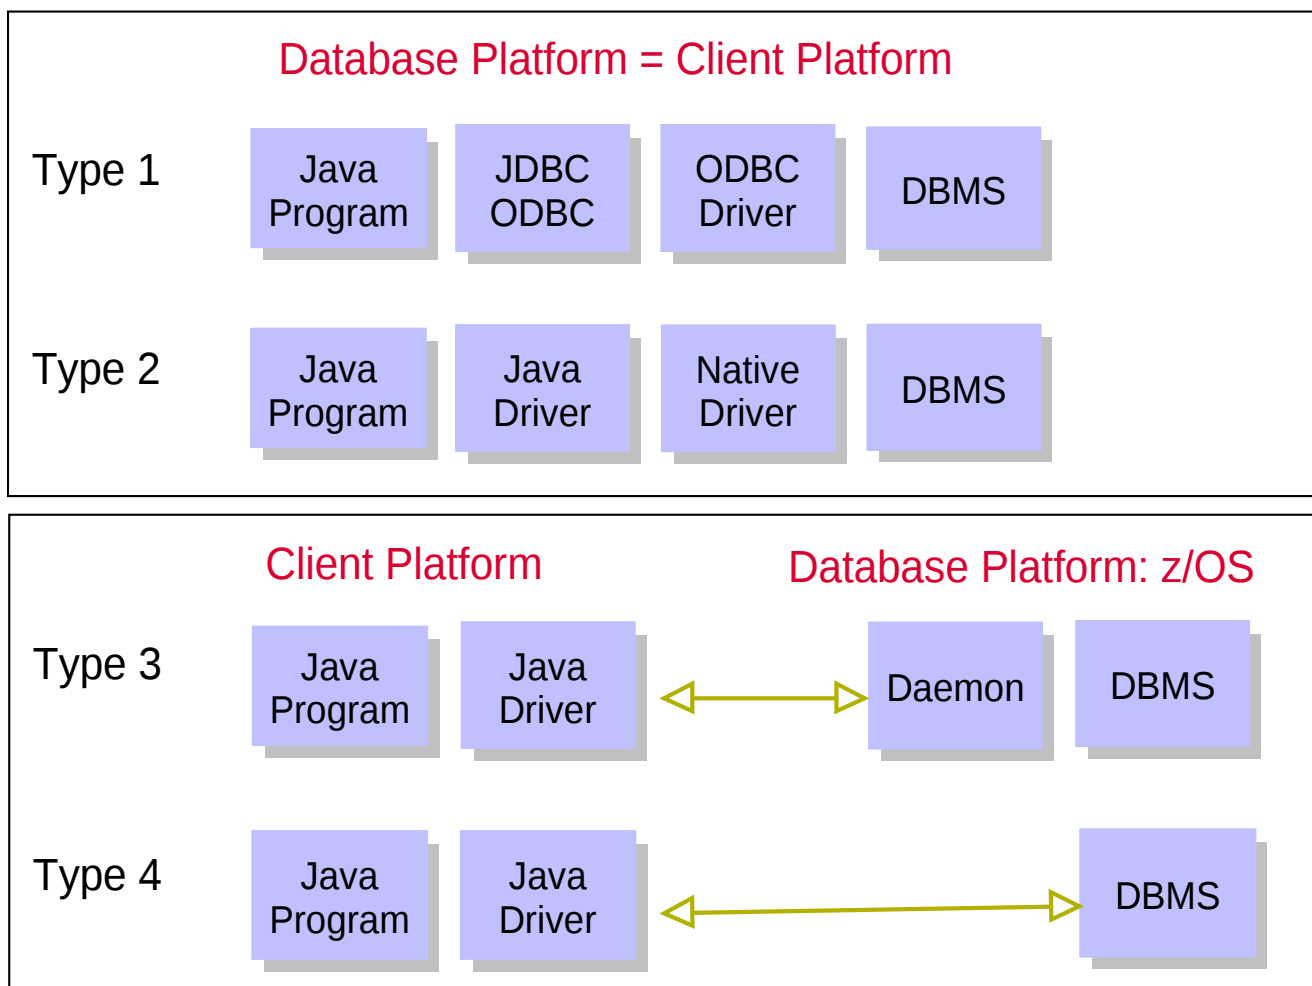 Database Platform = Client Platform
Type 1
Java
Program
JDBC
ODBC
ODBC
Driver
DBMS
Type 2
Java
Program
Java
Driver
Native
Driver
DBMS
Client Platform
Database Platform: z/OS
Type 3
Java
Program
Java
Driver
Daemon
DBMS
Type 4
Java
Program
Java
Driver
DBMS